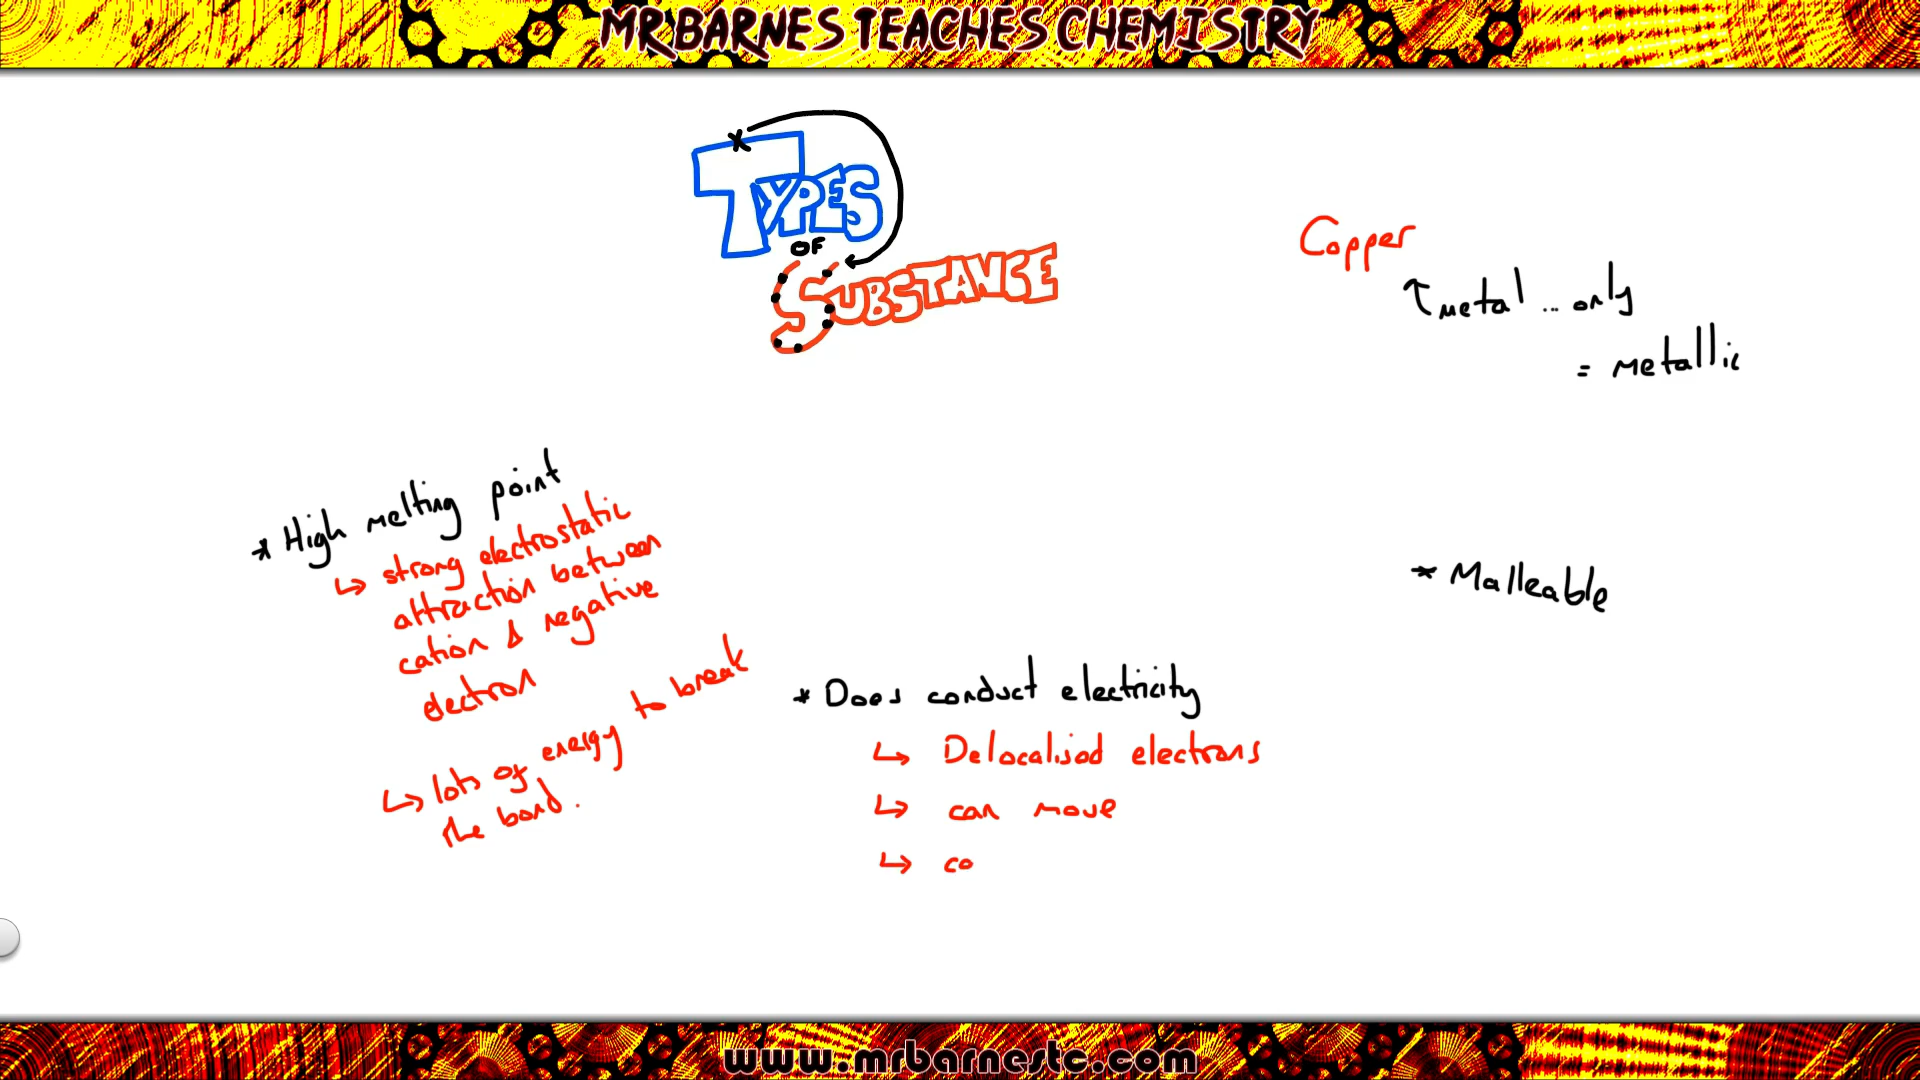 MRBARNES TEACHES CHEMISTRY
TYPES
OF
SUBSTANCE
Copper
metal ... only
= metallic
* High melting point
↳ strong electrostatic
attraction between
cation & negative
electron
↳ lots of energy to break
the bond.
* Does conduct electricity
↳ Delocalised electrons
↳ can move
↳ co
* Malleable
www.mrbarnestc.com